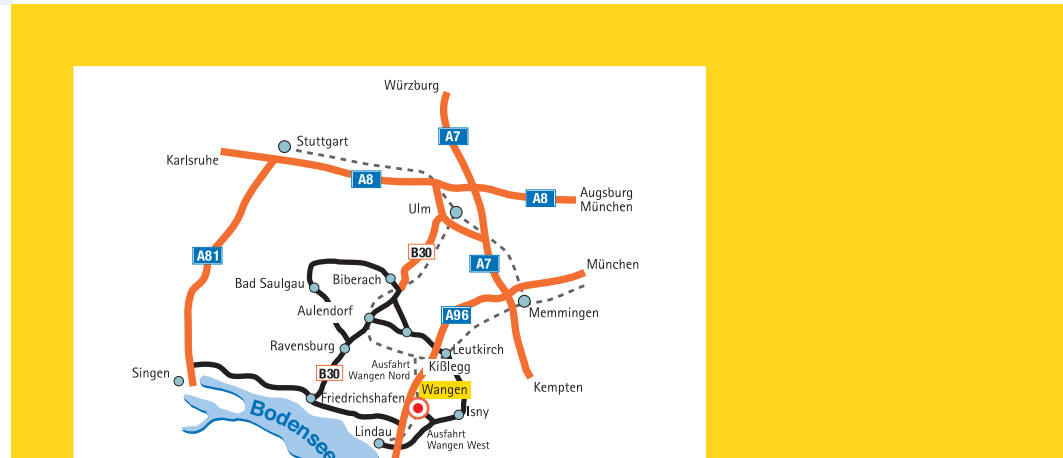 Würzburg
A7
Stuttgart
Karlsruhe
A8
A8
Augsburg
München
Ulm
A81
B30
A7
München
Bad Saulgau
Biberach
Aulendorf
A96
Memmingen
Ravensburg
Leutkirch
Ausfahrt
Wangen Nord
Kißlegg
Singen
B30
Wangen
Kempten
Friedrichshafen
Isny
Bodensee
Lindau
Ausfahrt
Wangen West